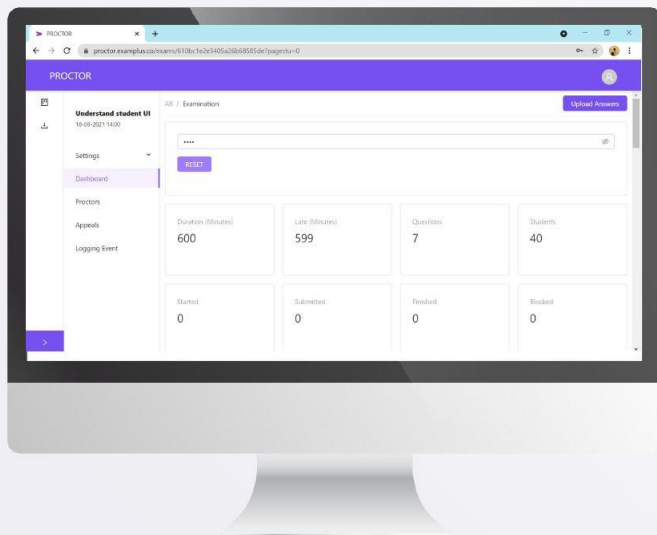 PROCTOR
proctor.examplus.co/exams/610bc1e2e5405a26b68585de?pagestu=0
PROCTOR
All / Examination
Upload Answers
Understand student UI
18-08-2021 14:00
Settings
Dashboard
Proctors
Appeals
Logging Event
••••
RESET
Duration (Minutes)
600
Late (Minutes)
599
Questions
7
Students
40
Started
0
Submitted
0
Finished
0
Blocked
0